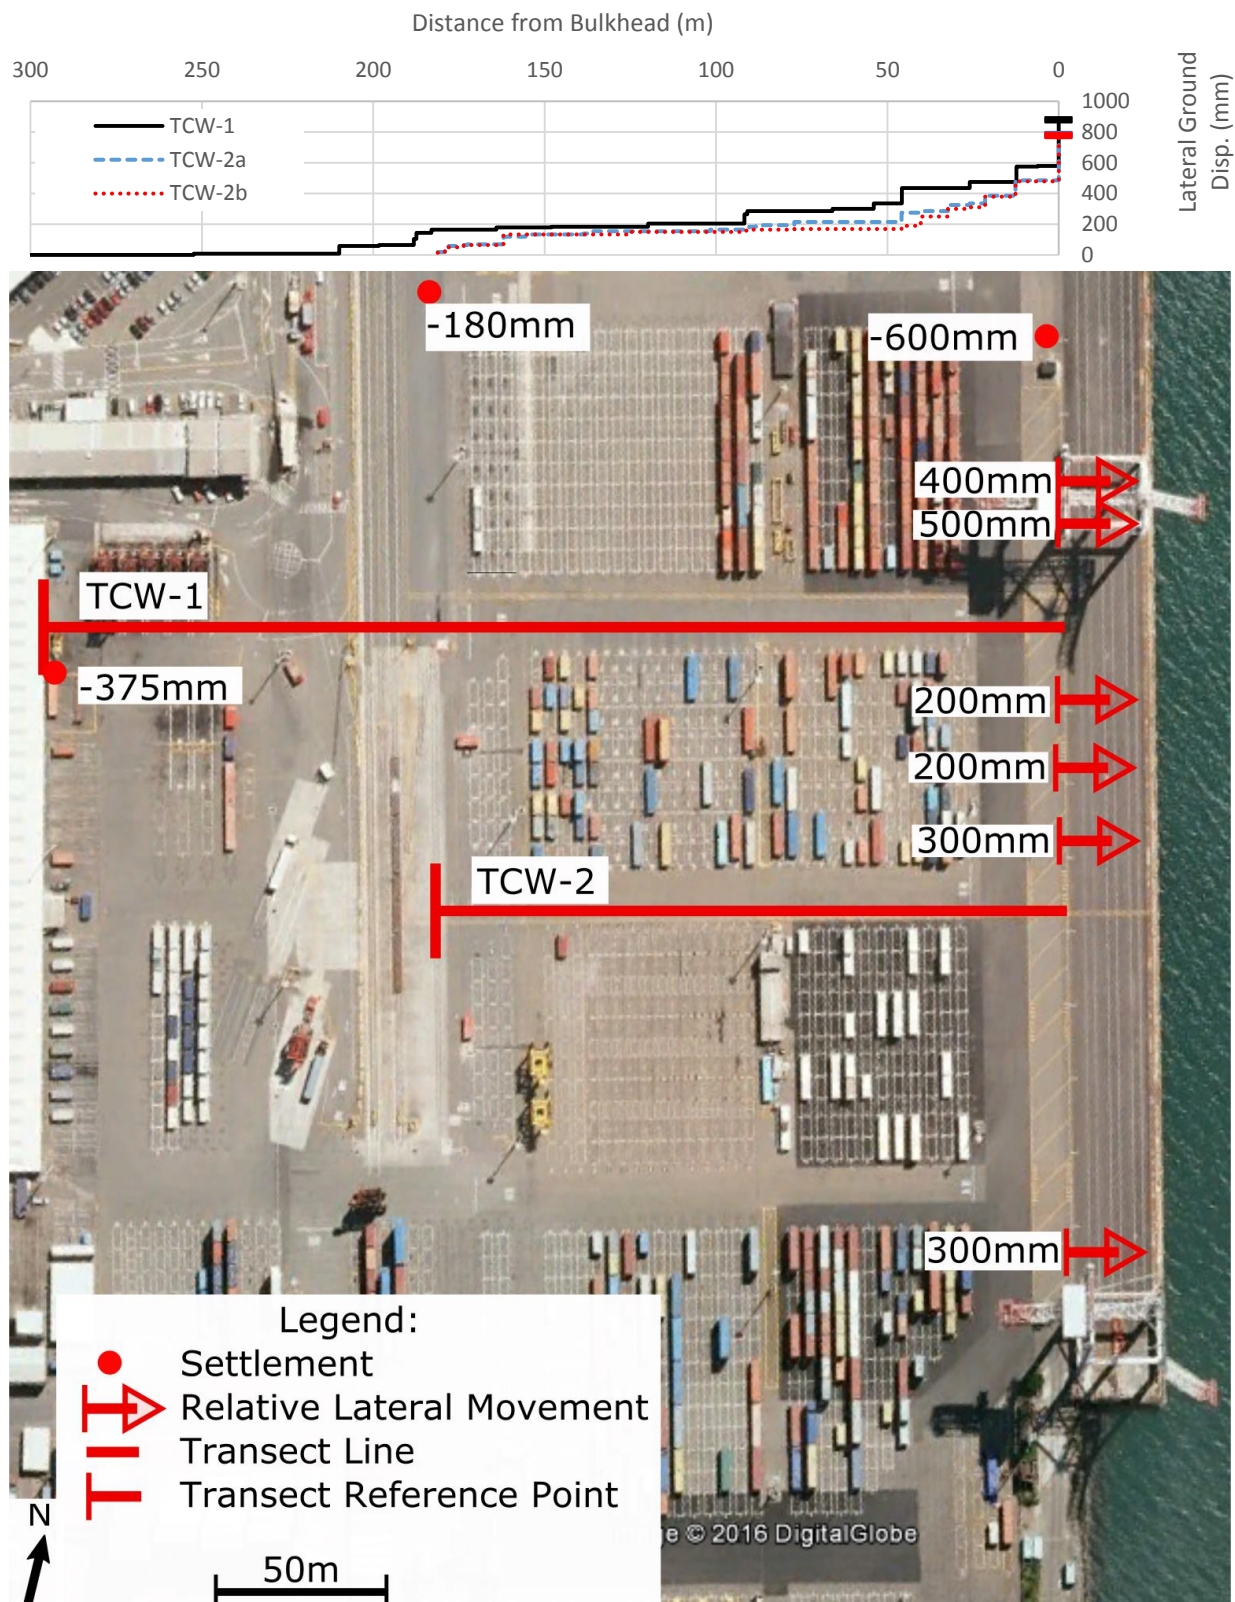 Distance from Bulkhead (m)
300 250 200 150 100 50 0
Lateral Ground
Disp. (mm)
1000
800
600
400
200
0
TCW-1
TCW-2a
TCW-2b
-180mm
-600mm
400mm
500mm
TCW-1
-375mm
200mm
200mm
300mm
TCW-2
300mm
Legend:
Settlement
Relative Lateral Movement
Transect Line
Transect Reference Point
N
50m
© 2016 DigitalGlobe